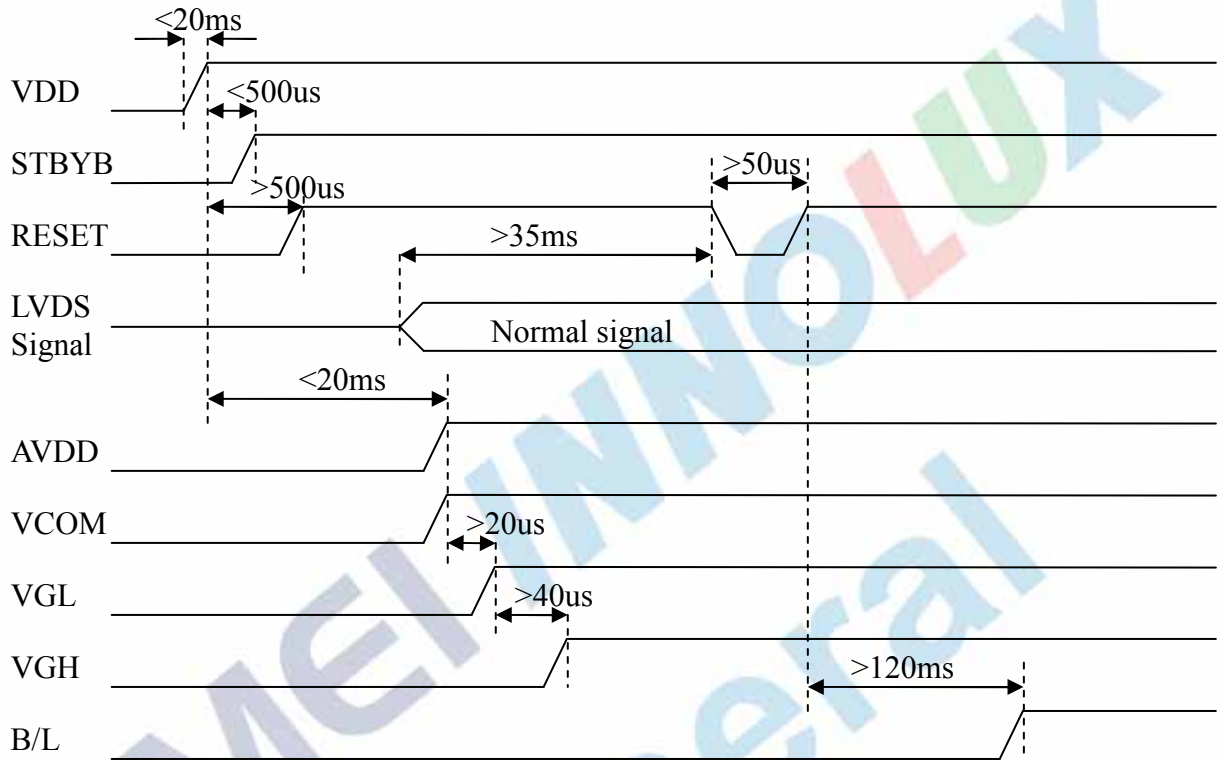 <20ms
VDD
<500us
STBYB
>500us
>50us
RESET
>35ms
LVDS
Signal
Normal signal
<20ms
AVDD
VCOM
>20us
VGL
>40us
VGH
>120ms
B/L
MEI INNOLUX